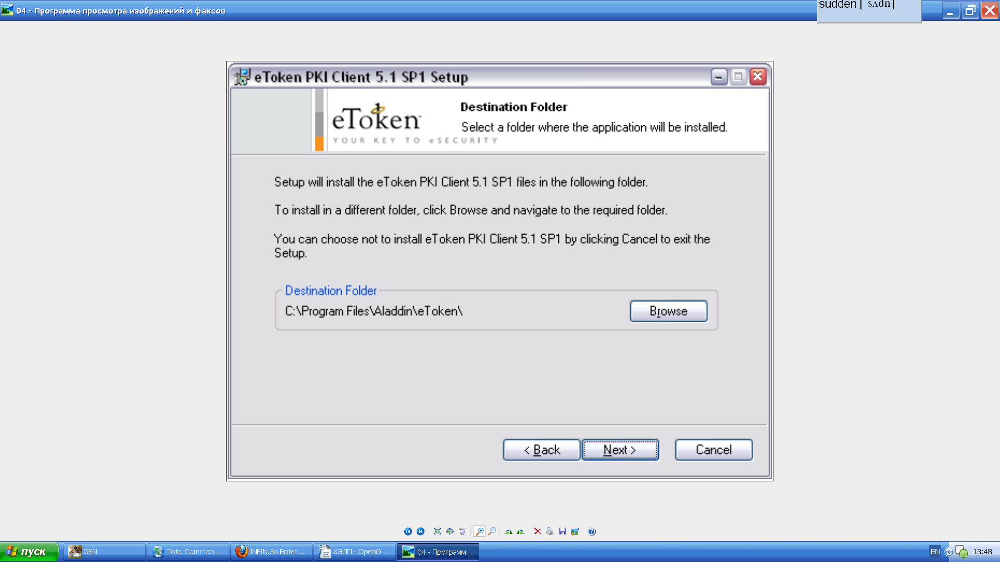 04 - Программа просмотра изображений и факсов
sudden [ sʌdn]
eToken PKI Client 5.1 SP1 Setup
eToken
YOUR KEY TO eSECURITY
Destination Folder
Select a folder where the application will be installed.
Setup will install the eToken PKI Client 5.1 SP1 files in the following folder.
To install in a different folder, click Browse and navigate to the required folder.
You can choose not to install eToken PKI Client 5.1 SP1 by clicking Cancel to exit the
Setup.
Destination Folder
C:\Program Files\Aladdin\eToken\
Browse
< Back
Next >
Cancel
пуск
GSN
Total Comman...
INFIN.Зо Enter...
ХЭЛП - OpenO...
04 - Программ...
EN
13:48